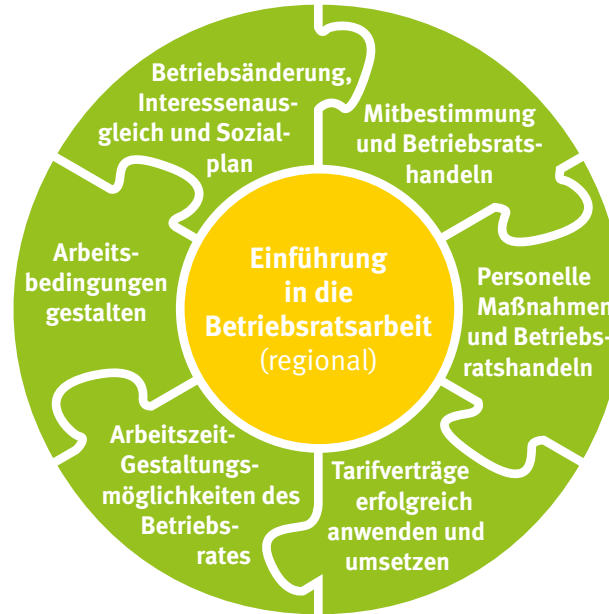 Betriebsänderung,
Interessenaus-
gleich und Sozial-
plan
Mitbestimmung
und Betriebsrats-
handeln
Personelle
Maßnahmen
und Betriebs-
ratshandeln
Tarifverträge
erfolgreich
anwenden und
umsetzen
Arbeitszeit-
Gestaltungs-
möglichkeiten des
Betriebs-
rates
Arbeits-
bedingungen
gestalten
Einführung
in die
Betriebsratsarbeit
(regional)